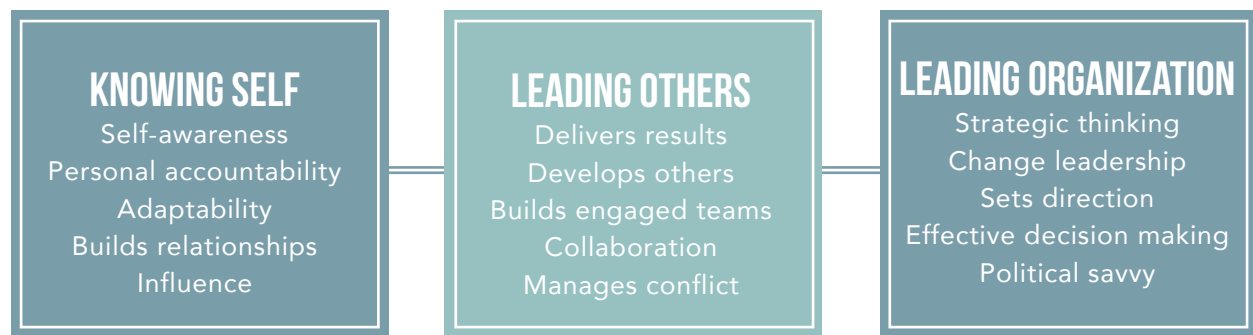 KNOWING SELF
Self-awareness
Personal accountability
Adaptability
Builds relationships
Influence
LEADING OTHERS
Delivers results
Develops others
Builds engaged teams
Collaboration
Manages conflict
LEADING ORGANIZATION
Strategic thinking
Change leadership
Sets direction
Effective decision making
Political savvy